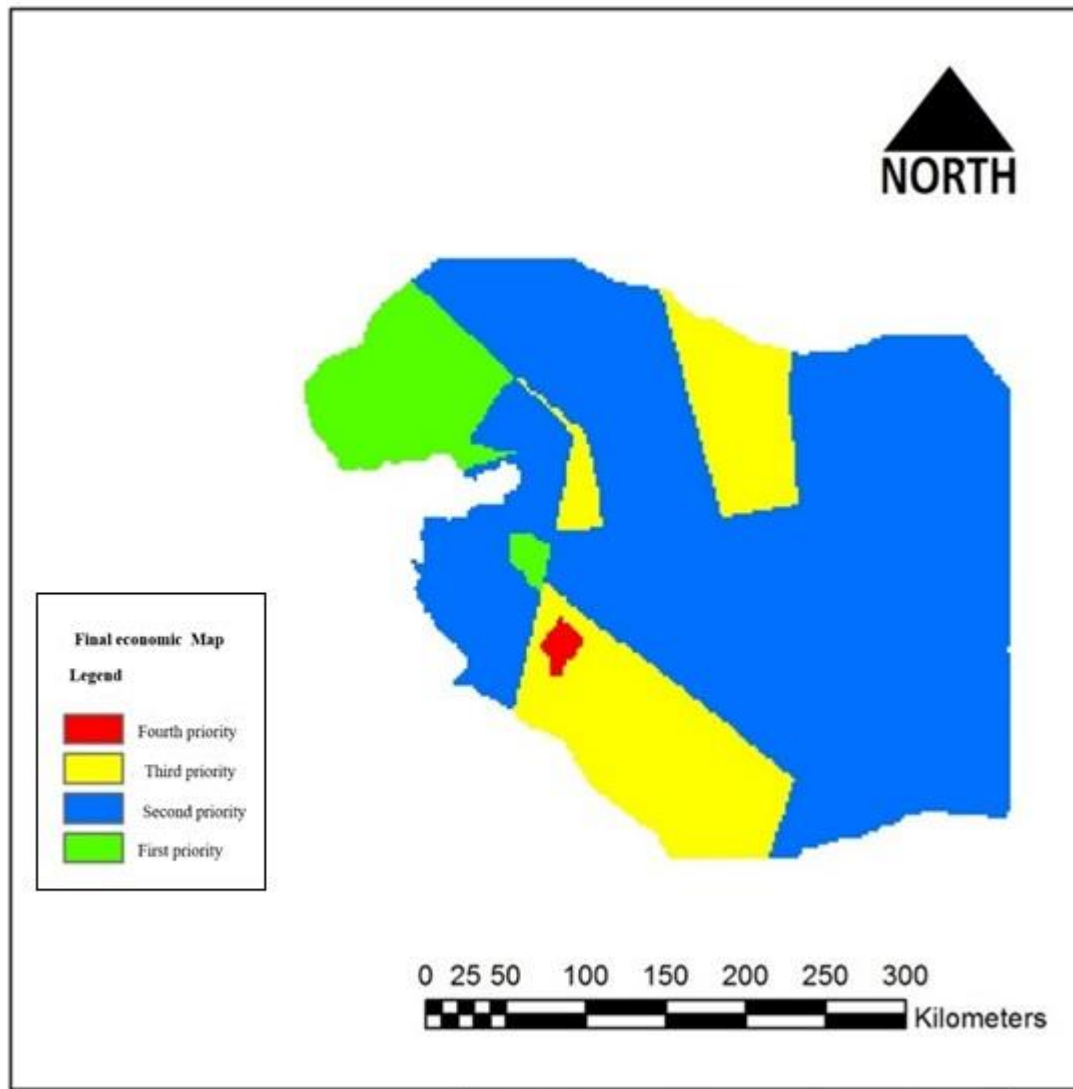 NORTH
Final economic Map
Legend
Fourth priority
Third priority
Second priority
First priority
0 25 50 100 150 200 250 300
Kilometers